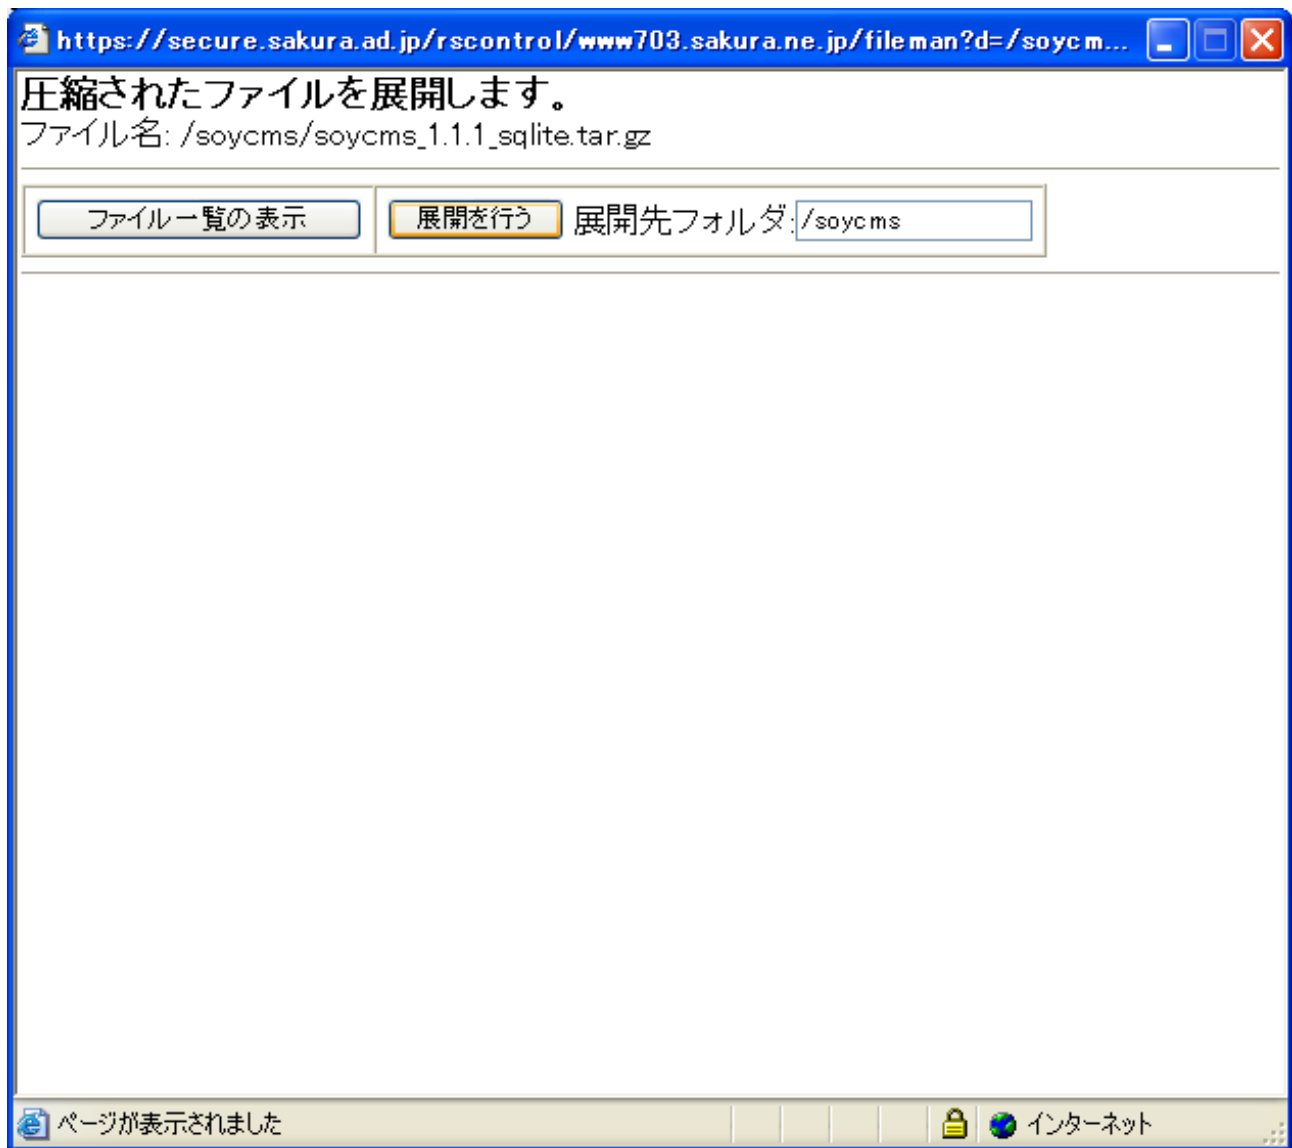 https://secure.sakura.ad.jp/rscontrol/www703.sakura.ne.jp/fileman?d=/soycm...
圧縮されたファイルを展開します。
ファイル名: /soycms/soycms_1.1.1_sqlite.tar.gz
ファイル一覧の表示 展開を行う 展開先フォルダ:/soycms
ページが表示されました インターネット